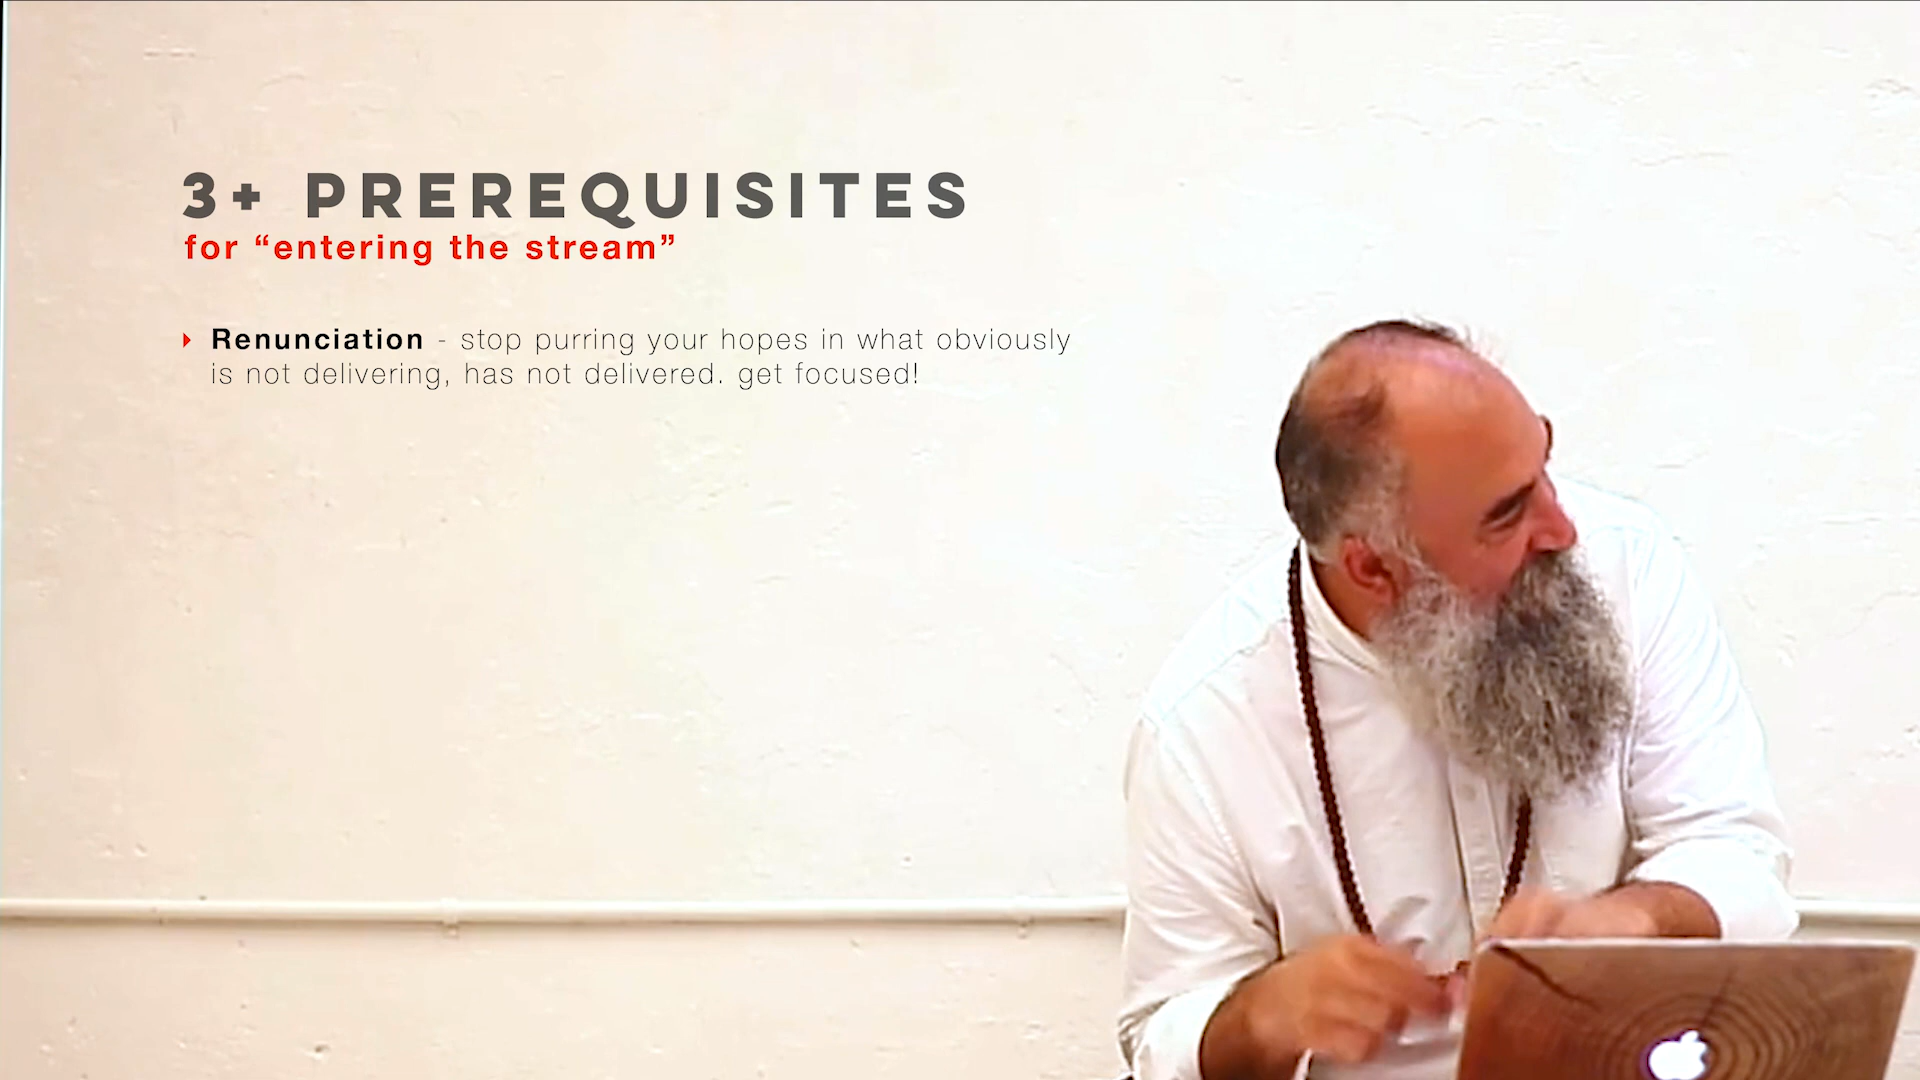 3+ PREREQUISITES
for “entering the stream”
Renunciation - stop purring your hopes in what obviously
is not delivering, has not delivered. get focused!